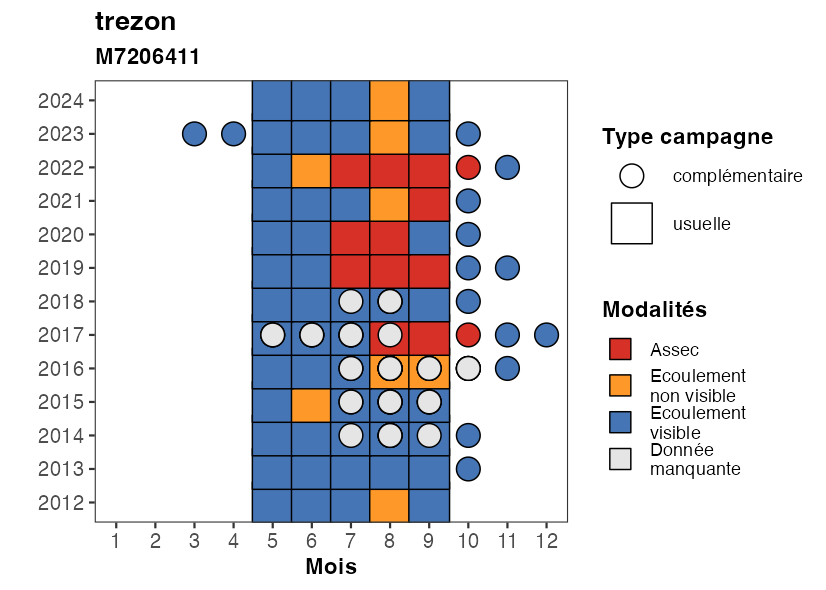 trezon
M7206411
2024
2023
2022
2021
2020
2019
2018
2017
2016
2015
2014
2013
2012
1 2 3 4 5 6 7 8 9 10 11 12
Mois
Type campagne
complémentaire
usuelle
Modalités
Assec
Ecoulement
non visible
Ecoulement
visible
Donnée
manquante